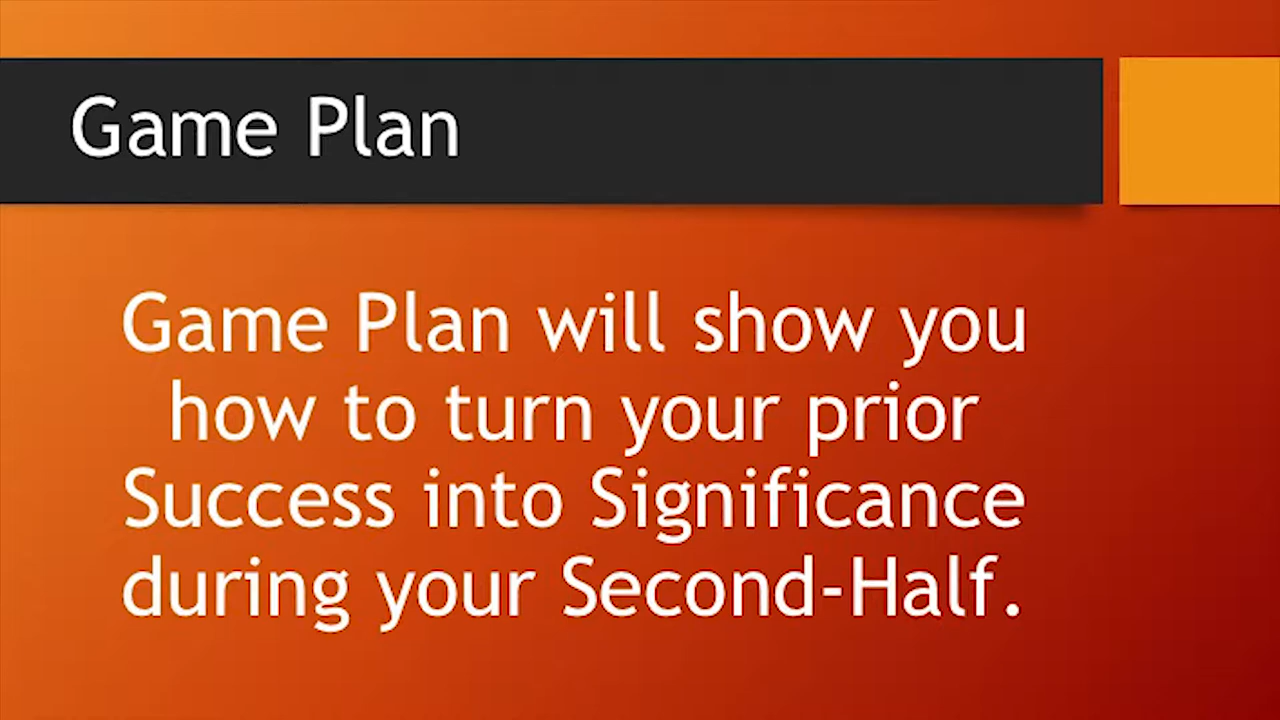 Game Plan
Game Plan will show you
how to turn your prior
Success into Significance
during your Second-Half.